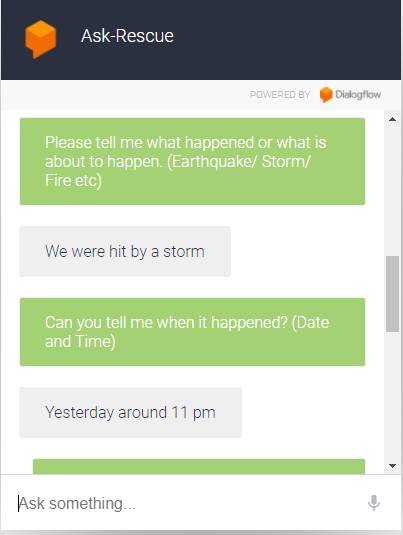 Ask-Rescue
POWERED BY Dialogflow
Please tell me what happened or what is
about to happen. (Earthquake/ Storm/
Fire etc)
We were hit by a storm
Can you tell me when it happened? (Date
and Time)
Yesterday around 11 pm
Ask something...